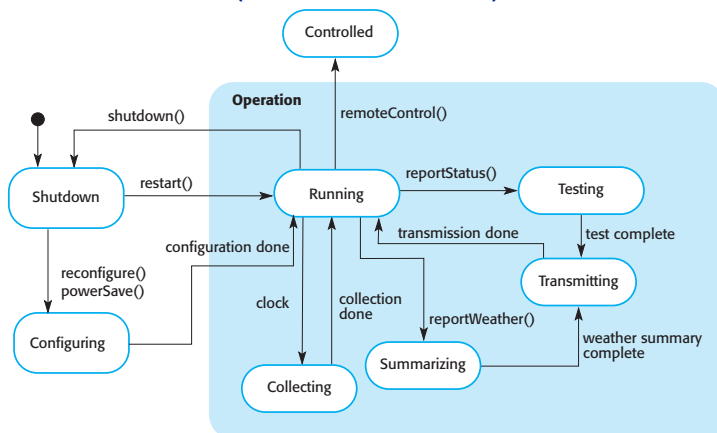 Controlled
Operation
shutdown()
remoteControl()
reportStatus()
Shutdown
restart()
Running
Testing
configuration done
transmission done
test complete
reconfigure()
powerSave()
Transmitting
clock
collection
done
reportWeather()
weather summary
complete
Configuring
Summarizing
Collecting